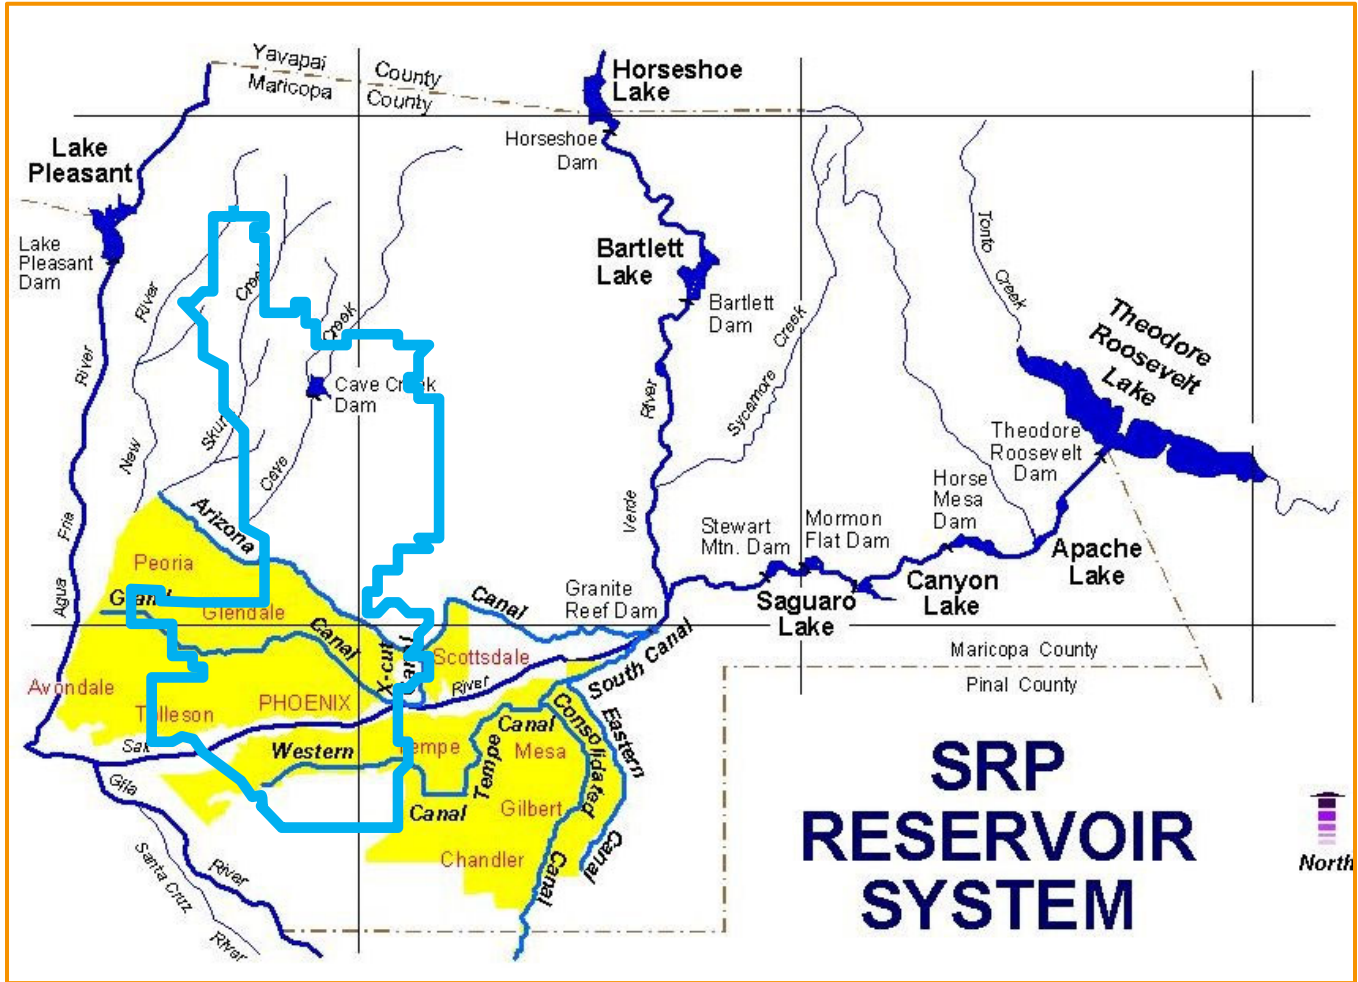 Yavapai County
Maricopa County
Horseshoe
Lake
Horseshoe
Dam
Lake
Pleasant
Lake
Pleasant
Dam
Bartlett
Lake
Bartlett
Dam
River
Creek
Creek
River
River
Sycamore Creek
Tonto
Creek
Theodore
Roosevelt
Lake
Theodore
Roosevelt
Dam
Cave Creek
Dam
New
Cave
Verde
Horse
Mesa
Dam
Stewart
Mtn. Dam
Mormon
Flat Dam
Apache
Lake
Canyon
Lake
Saguaro
Lake
Granite
Reef Dam
Arizona
Canal
Fria
Agua
Peoria
Glendale
Canal
X-cut
Scottsdale
River
South Canal
Maricopa County
Pinal County
Avondale
Tolleson
PHOENIX
Western
Canal
Tempe
Tempe
Canal
Mesa
Consolidated
Canal
Eastern
Canal
Gilbert
Chandler
Gila
River
Santa Cruz
River
SRP
RESERVOIR
SYSTEM
North